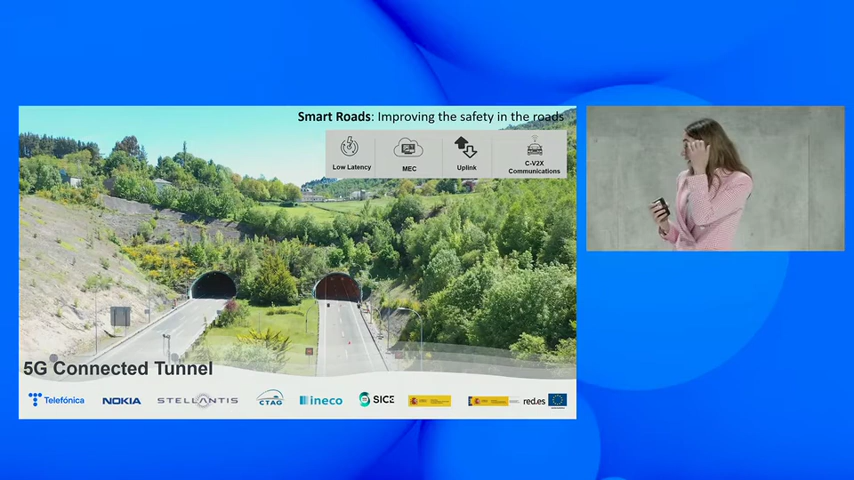 Smart Roads: Improving the safety in the roads
Low Latency
MEC
Uplink
C-V2X
Communications
5G Connected Tunnel
Telefónica
NOKIA
STELLANTIS
CTAG
ineco
SICE
red.es